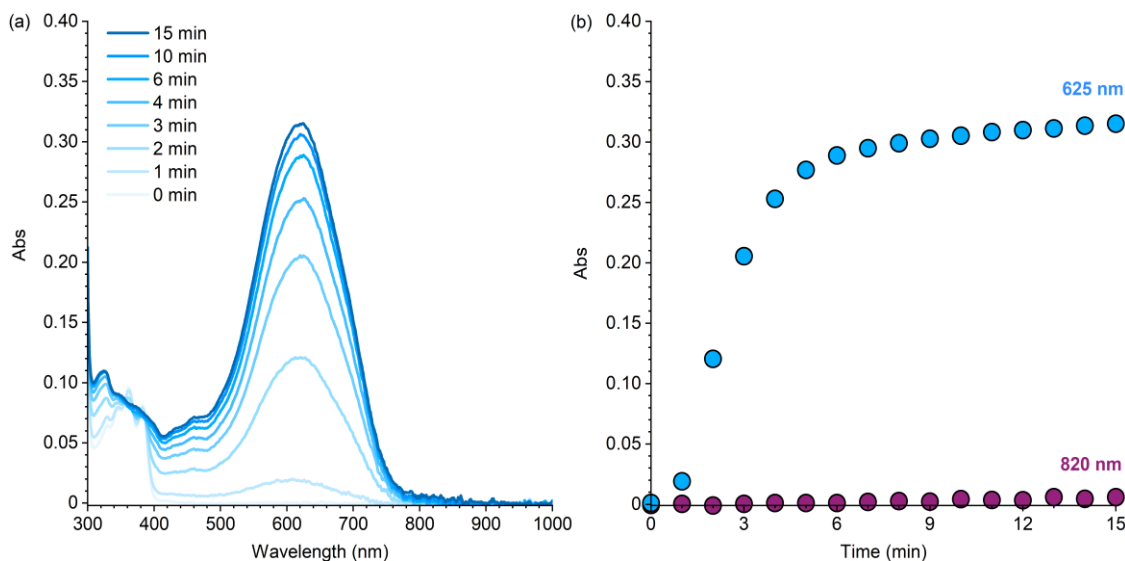 (a)
0.40
0.35
0.30
0.25
0.20
0.15
0.10
0.05
0
Abs
15 min
10 min
6 min
4 min
3 min
2 min
1 min
0 min
300 400 500 600 700 800 900 1000
Wavelength (nm)
(b)
0.40
0.35
0.30
0.25
0.20
0.15
0.10
0.05
0
Abs
625 nm
820 nm
0 3 6 9 12 15
Time (min)